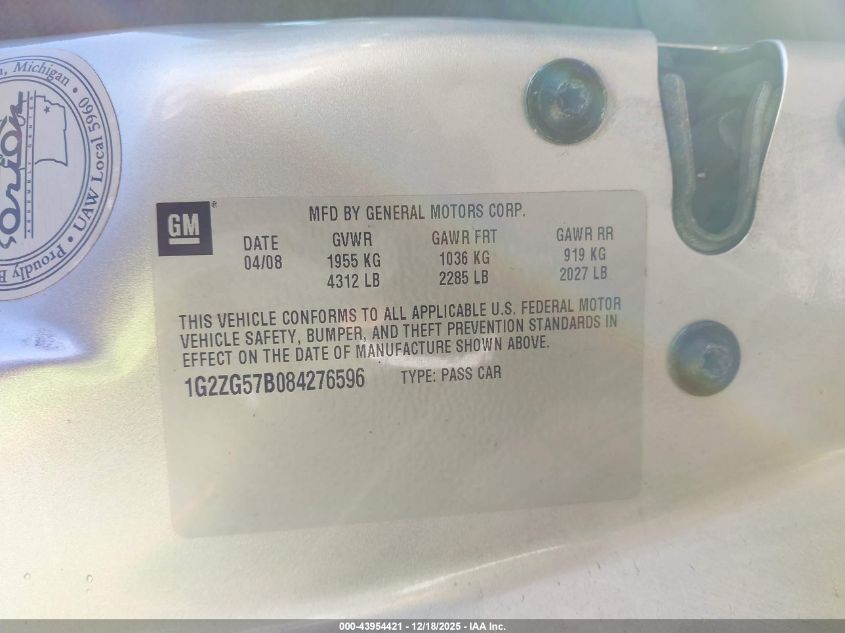 n, Michigan •
UAW Local 5960 •
Proudly B
GM
MFD BY GENERAL MOTORS CORP.
DATE GVWR GAWR FRT GAWR RR
04/08 1955 KG 1036 KG 919 KG
4312 LB 2285 LB 2027 LB
THIS VEHICLE CONFORMS TO ALL APPLICABLE U.S. FEDERAL MOTOR
VEHICLE SAFETY, BUMPER, AND THEFT PREVENTION STANDARDS IN
EFFECT ON THE DATE OF MANUFACTURE SHOWN ABOVE.
1G2ZG57B084276596 TYPE: PASS CAR
000-43954421 - 12/18/2025 - IAA Inc.